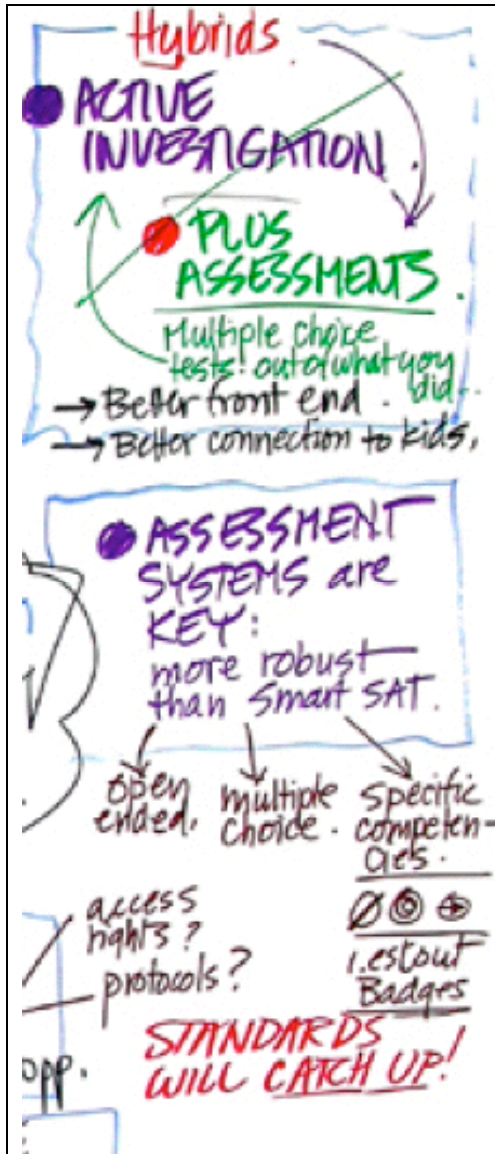 Hybrids.
ACTIVE
INVESTIGATION.
PLUS
ASSESSMENTS.
Multiple choice
tests! out of what you
did..
→ Better front end.
→ Better connection to kids.
ASSESSMENT
SYSTEMS are
KEY:
more robust
than Smart SAT.
open
ended.
multiple
choice.
specific
competen-
cies.
access
rights?
protocols?
Badges
STANDARDS
WILL CATCH UP!
opp.